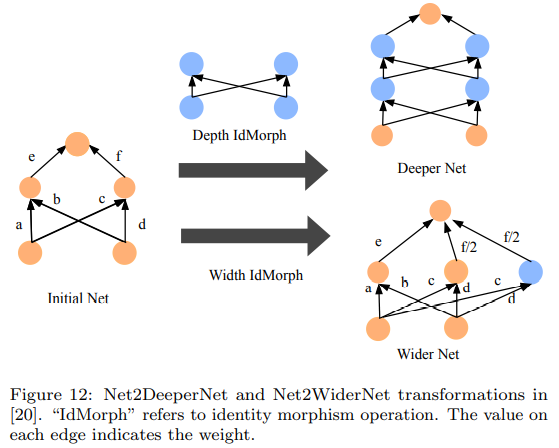 Depth IdMorph
Deeper Net
e
f
a
b
c
d
Initial Net
Width IdMorph
e
f/2
f/2
a
b
c
d
c
d
Wider Net
Figure 12: Net2DeeperNet and Net2WiderNet transformations in
[20]. “IdMorph” refers to identity morphism operation. The value on
each edge indicates the weight.